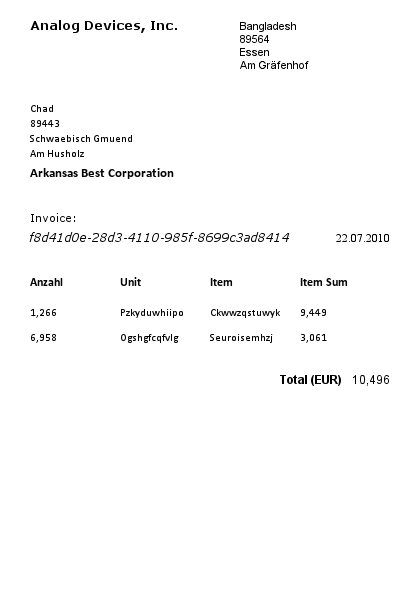 Analog Devices, Inc.
Bangladesh
89564
Essen
Am Gräfenhof
Chad
89443
Schwaebisch Gmuend
Am Husholz
Arkansas Best Corporation
Invoice:
f8d41d0e-28d3-4110-985f-8699c3ad8414 22.07.2010
Anzahl Unit Item Item Sum
1,266 Pzkyduwhiipo Ckwwzqstuwyk 9,449
6,958 Ogshgfcqfvlg Seuroisemhzj 3,061
Total (EUR) 10,496